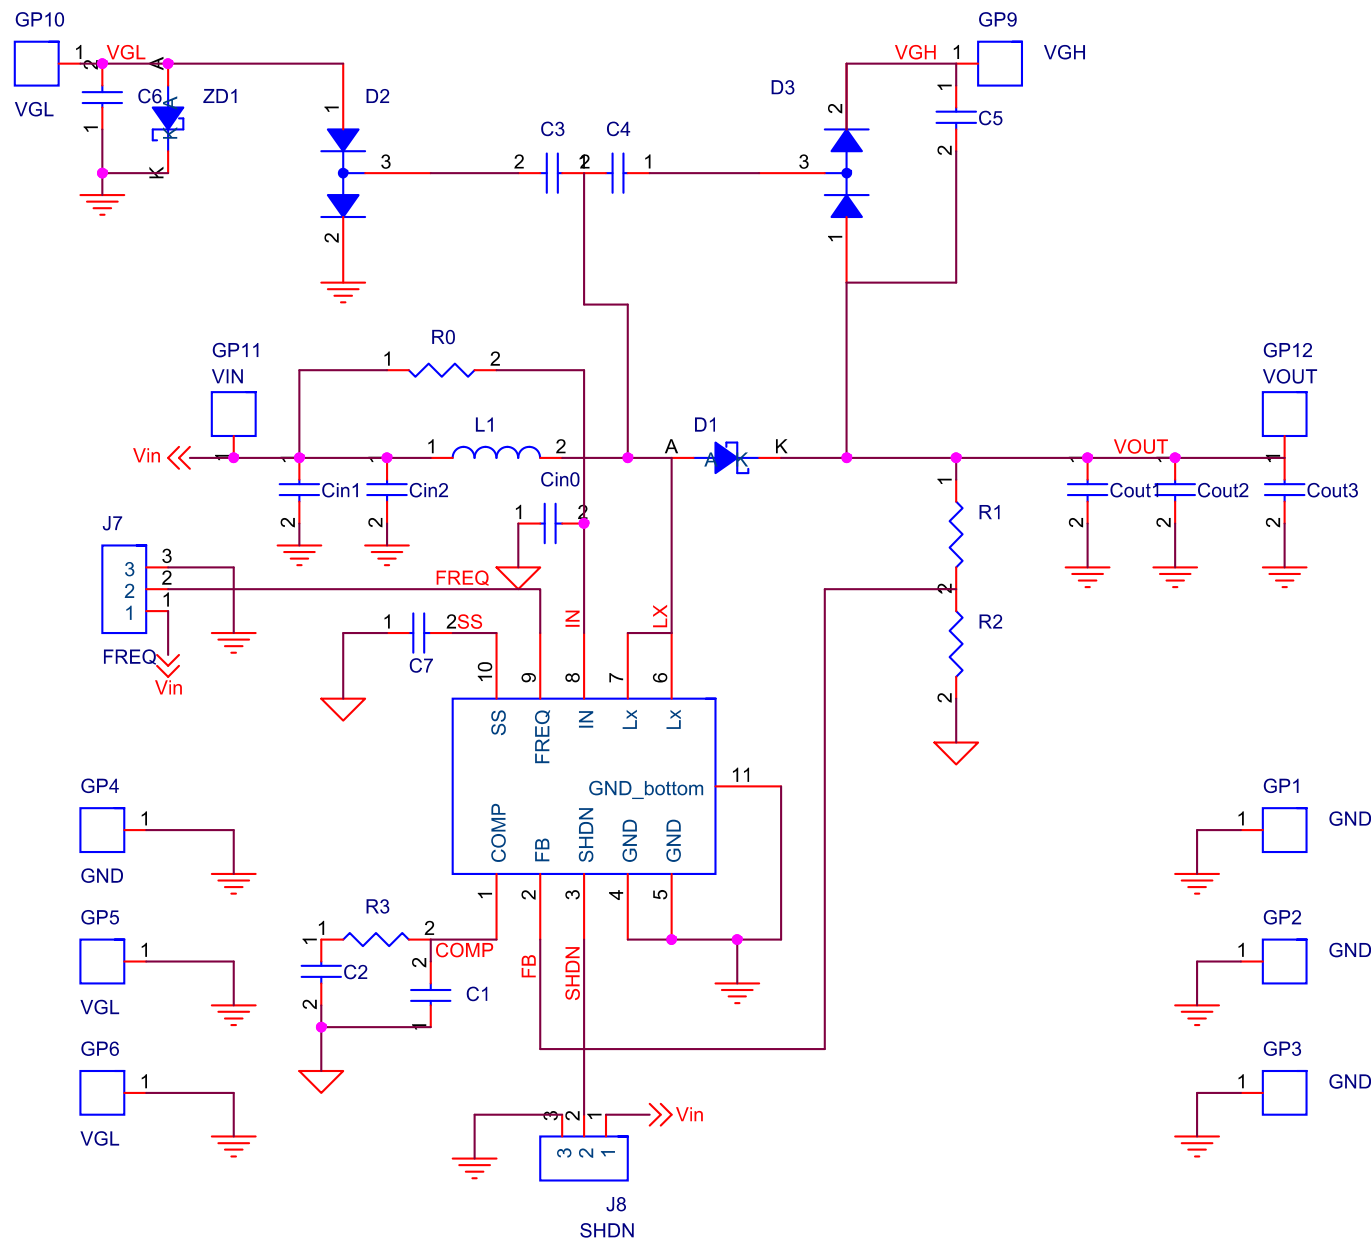 GP10
1
VGL
2
A
VGL
C6
A
ZD1
1
K
K
D2
1
3
2
C3
2
1
C4
2
1
D3
2
3
1
VGH
1
GP9
VGH
1
C5
2
R0
1
2
GP11
VIN
Vin
1
1
1
L1
1
2
D1
A
A
K
K
GP12
VOUT
VOUT
1
1
1
Cin1
Cin2
2
2
Cin0
1
2
1
R1
2
R2
2
Cout1
Cout2
Cout3
2
2
2
J7
3
3
2
2
1
1
FREQ
Vin
FREQ
1
2
SS
C7
IN
LX
10
9
8
7
6
SS
FREQ
IN
Lx
Lx
GND_bottom
11
COMP
FB
SHDN
GND
GND
1
2
3
4
5
R3
1
2
COMP
1
C2
2
2
C1
1
FB
SHDN
3
2
1
Vin
3
2
1
J8
SHDN
GP4
1
GND
GP5
1
VGL
GP6
1
VGL
GP1
1
GND
GP2
1
GND
GP3
1
GND